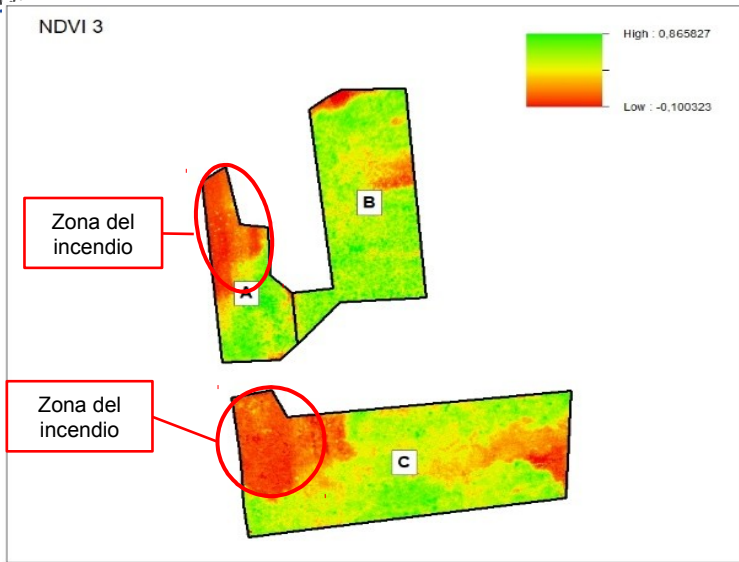 NDVI 3
High : 0,865827
Low : -0,100323
B
Zona del
incendio
A
Zona del
incendio
C